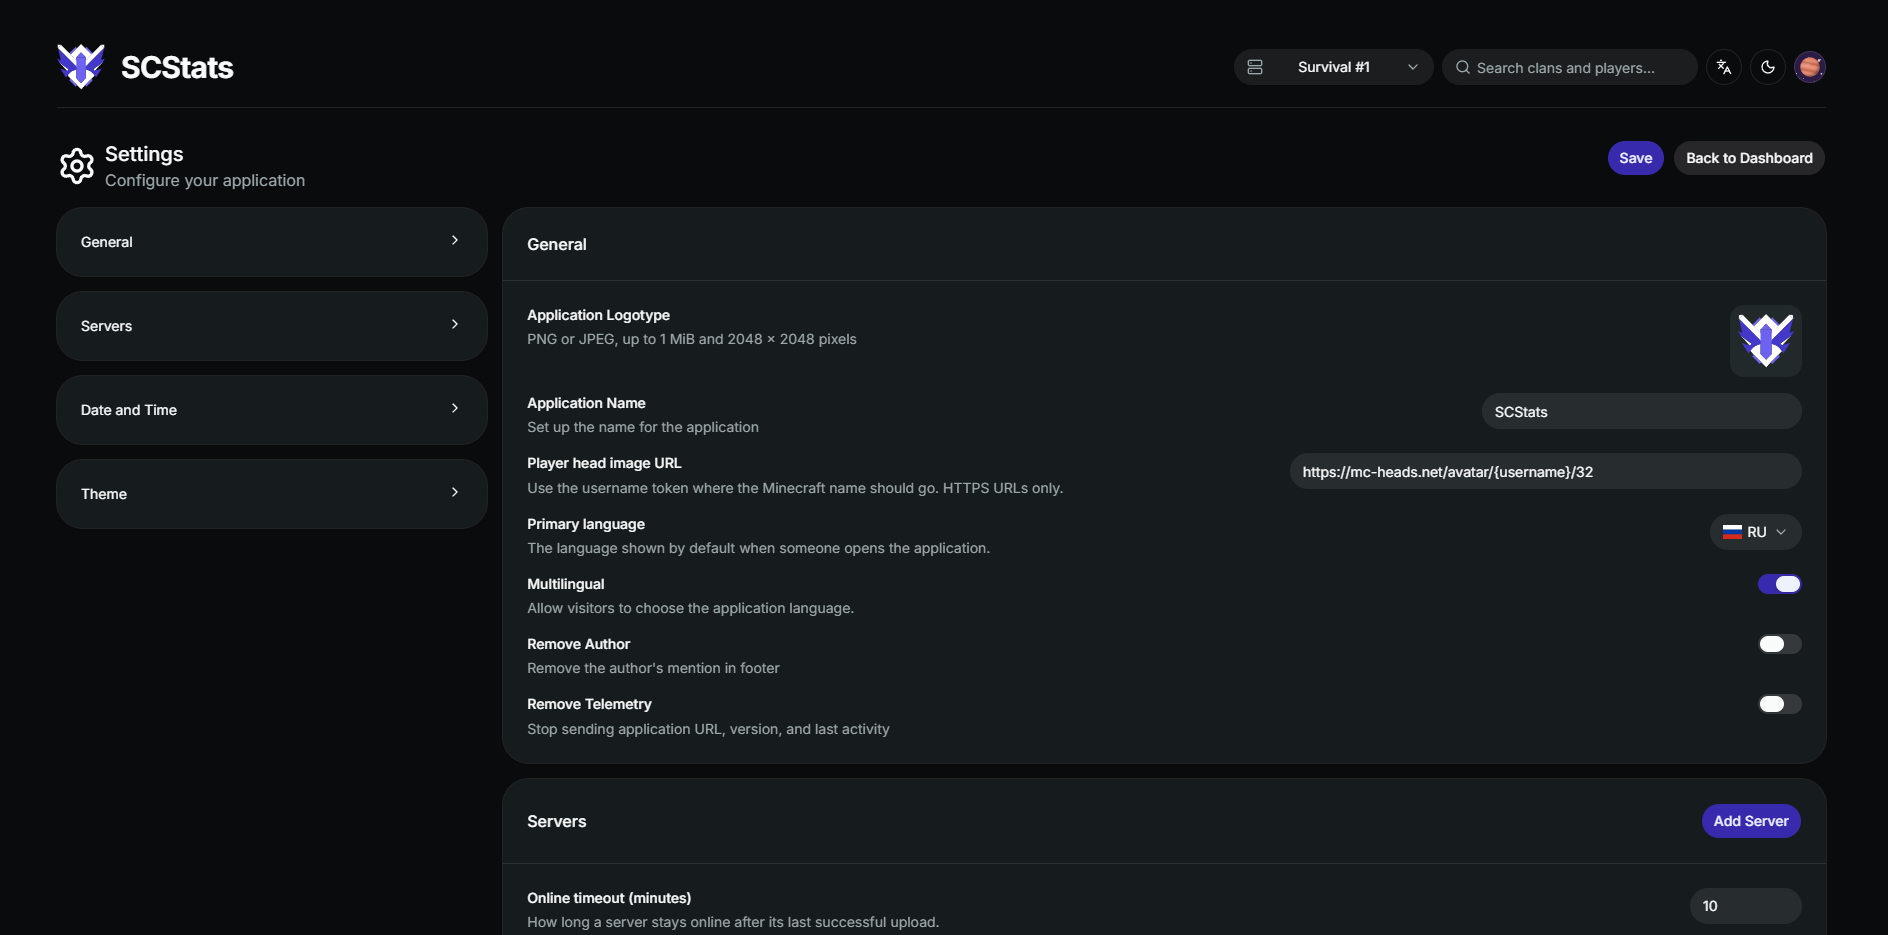 SCStats
Survival #1
Search clans and players...
Settings
Configure your application
Save
Back to Dashboard
General
Servers
Date and Time
Theme
General
Application Logotype
PNG or JPEG, up to 1 MiB and 2048 × 2048 pixels
Application Name
Set up the name for the application
SCStats
Player head image URL
Use the username token where the Minecraft name should go. HTTPS URLs only.
https://mc-heads.net/avatar/{username}/32
Primary language
The language shown by default when someone opens the application.
RU
Multilingual
Allow visitors to choose the application language.
Remove Author
Remove the author's mention in footer
Remove Telemetry
Stop sending application URL, version, and last activity
Servers
Add Server
Online timeout (minutes)
How long a server stays online after its last successful upload.
10